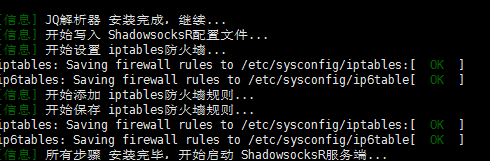 [信息] JQ解析器 安装完成，继续...
[信息] 开始写入 ShadowsocksR配置文件...
[信息] 开始设置 iptables防火墙...
iptables: Saving firewall rules to /etc/sysconfig/iptables:[  OK  ]
ip6tables: Saving firewall rules to /etc/sysconfig/ip6table[  OK  ]
[信息] 开始添加 iptables防火墙规则...
[信息] 开始保存 iptables防火墙规则...
iptables: Saving firewall rules to /etc/sysconfig/iptables:[  OK  ]
ip6tables: Saving firewall rules to /etc/sysconfig/ip6table[  OK  ]
[信息] 所有步骤 安装完毕，开始启动 ShadowsocksR服务端...